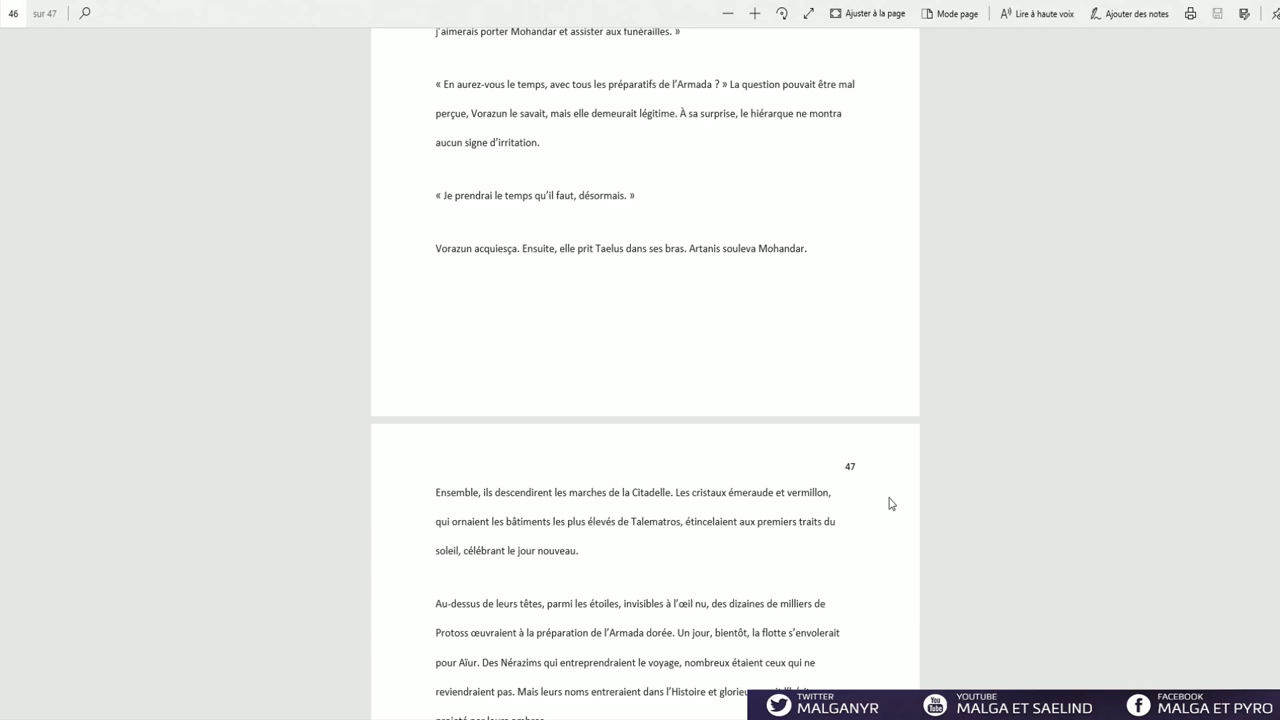 46 sur 47 Ajuster à la page Mode page Lire à haute voix Ajouter des notes
j’aimerais porter Mohandar et assister aux funérailles. »
« En aurez-vous le temps, avec tous les préparatifs de l’Armada ? » La question pouvait être mal
perçue, Vorazun le savait, mais elle demeurait légitime. À sa surprise, le hiérarque ne montra
aucun signe d’irritation.
« Je prendrai le temps qu’il faut, désormais. »
Vorazun acquiesça. Ensuite, elle prit Taelus dans ses bras. Artanis souleva Mohandar.
47
Ensemble, ils descendirent les marches de la Citadelle. Les cristaux émeraude et vermillon,
qui ornaient les bâtiments les plus élevés de Talematros, étincelaient aux premiers traits du
soleil, célébrant le jour nouveau.
Au-dessus de leurs têtes, parmi les étoiles, invisibles à l’œil nu, des dizaines de milliers de
Protoss œuvraient à la préparation de l’Armada dorée. Un jour, bientôt, la flotte s’envolerait
pour Aïur. Des Nérazims qui entreprendraient le voyage, nombreux étaient ceux qui ne
reviendraient pas. Mais leurs noms entreraient dans l’Histoire et
TWITTER
MALGANYR
YOUTUBE
MALGA ET SAELIND
FACEBOOK
MALGA ET PYRO